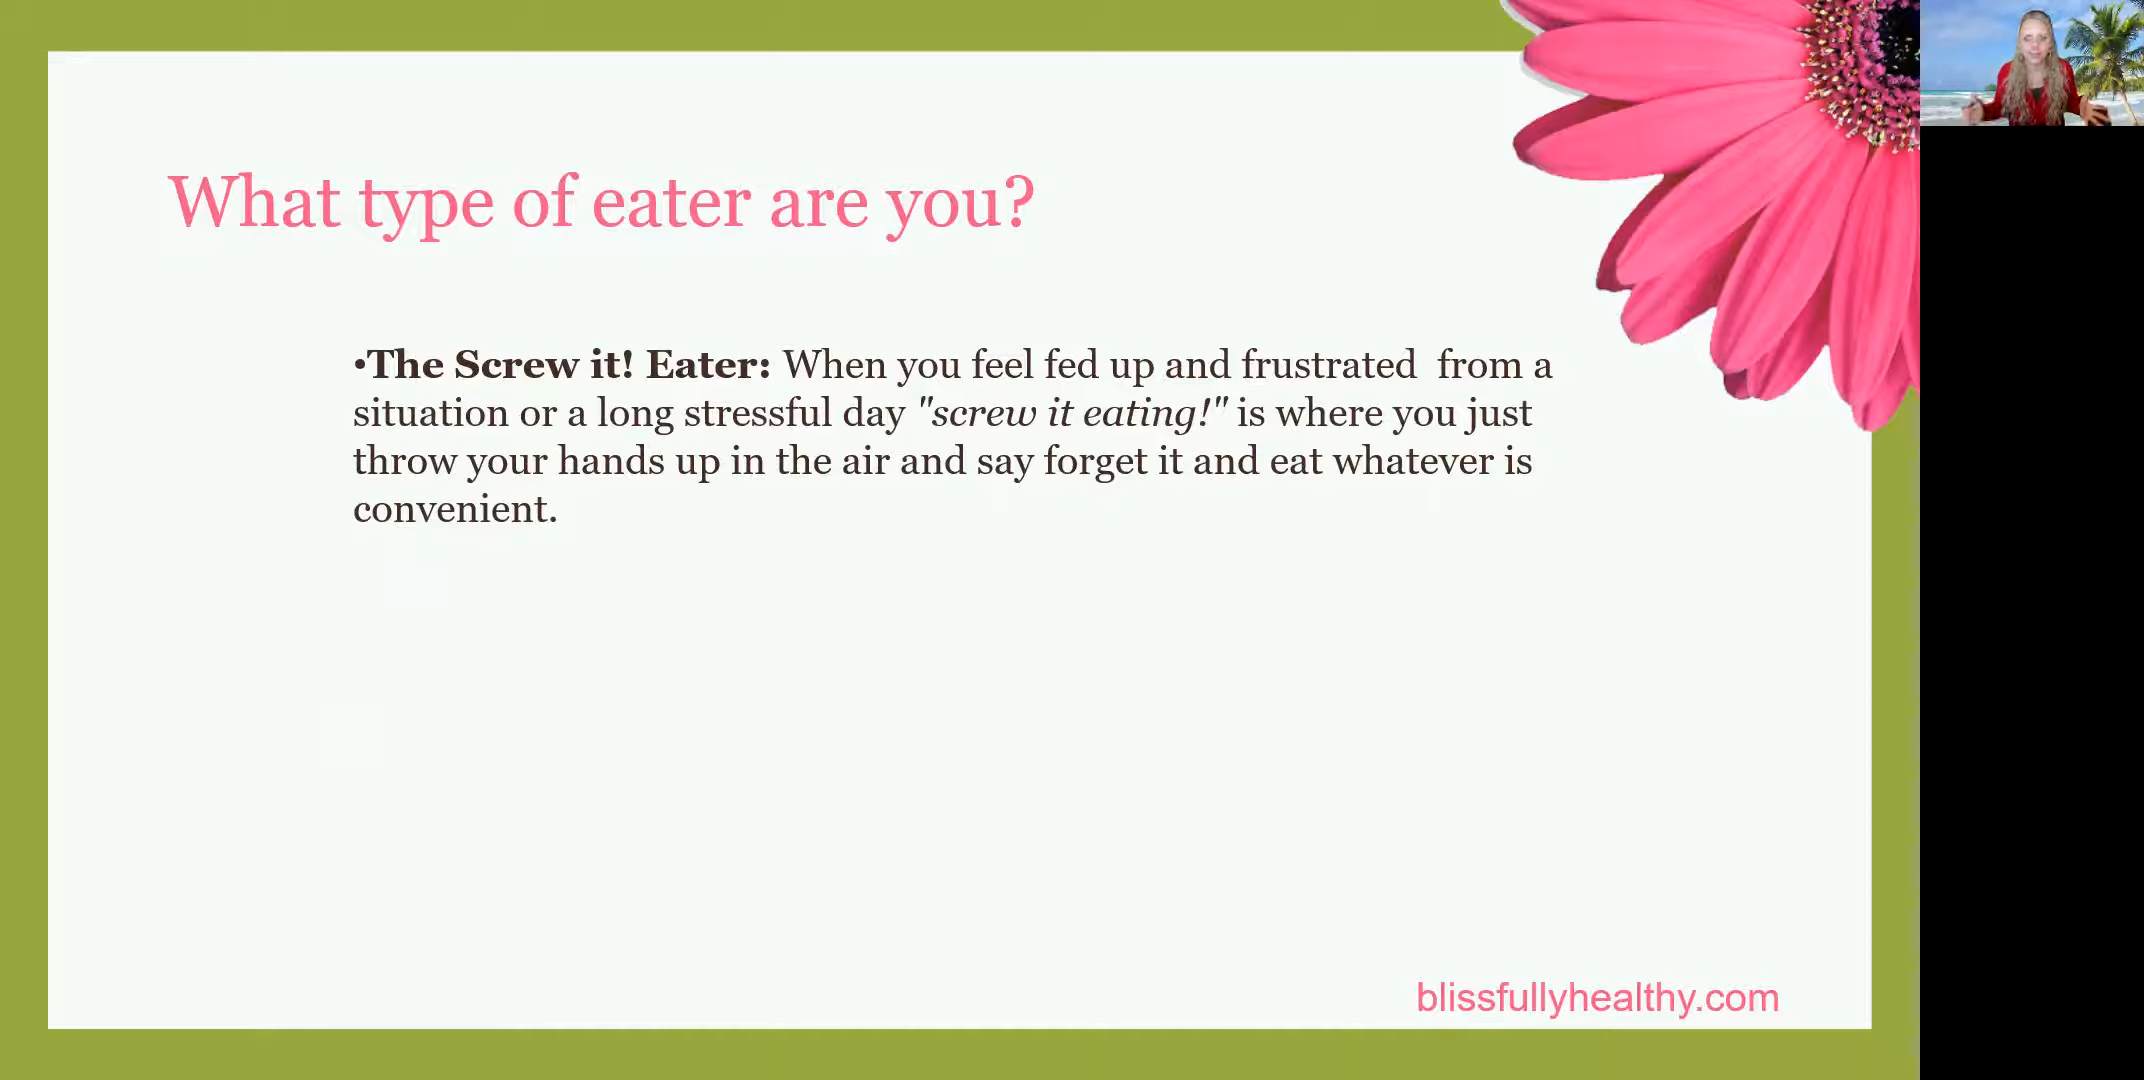 What type of eater are you?
•The Screw it! Eater: When you feel fed up and frustrated  from a
situation or a long stressful day "screw it eating!" is where you just
throw your hands up in the air and say forget it and eat whatever is
convenient.
blissfullyhealthy.com